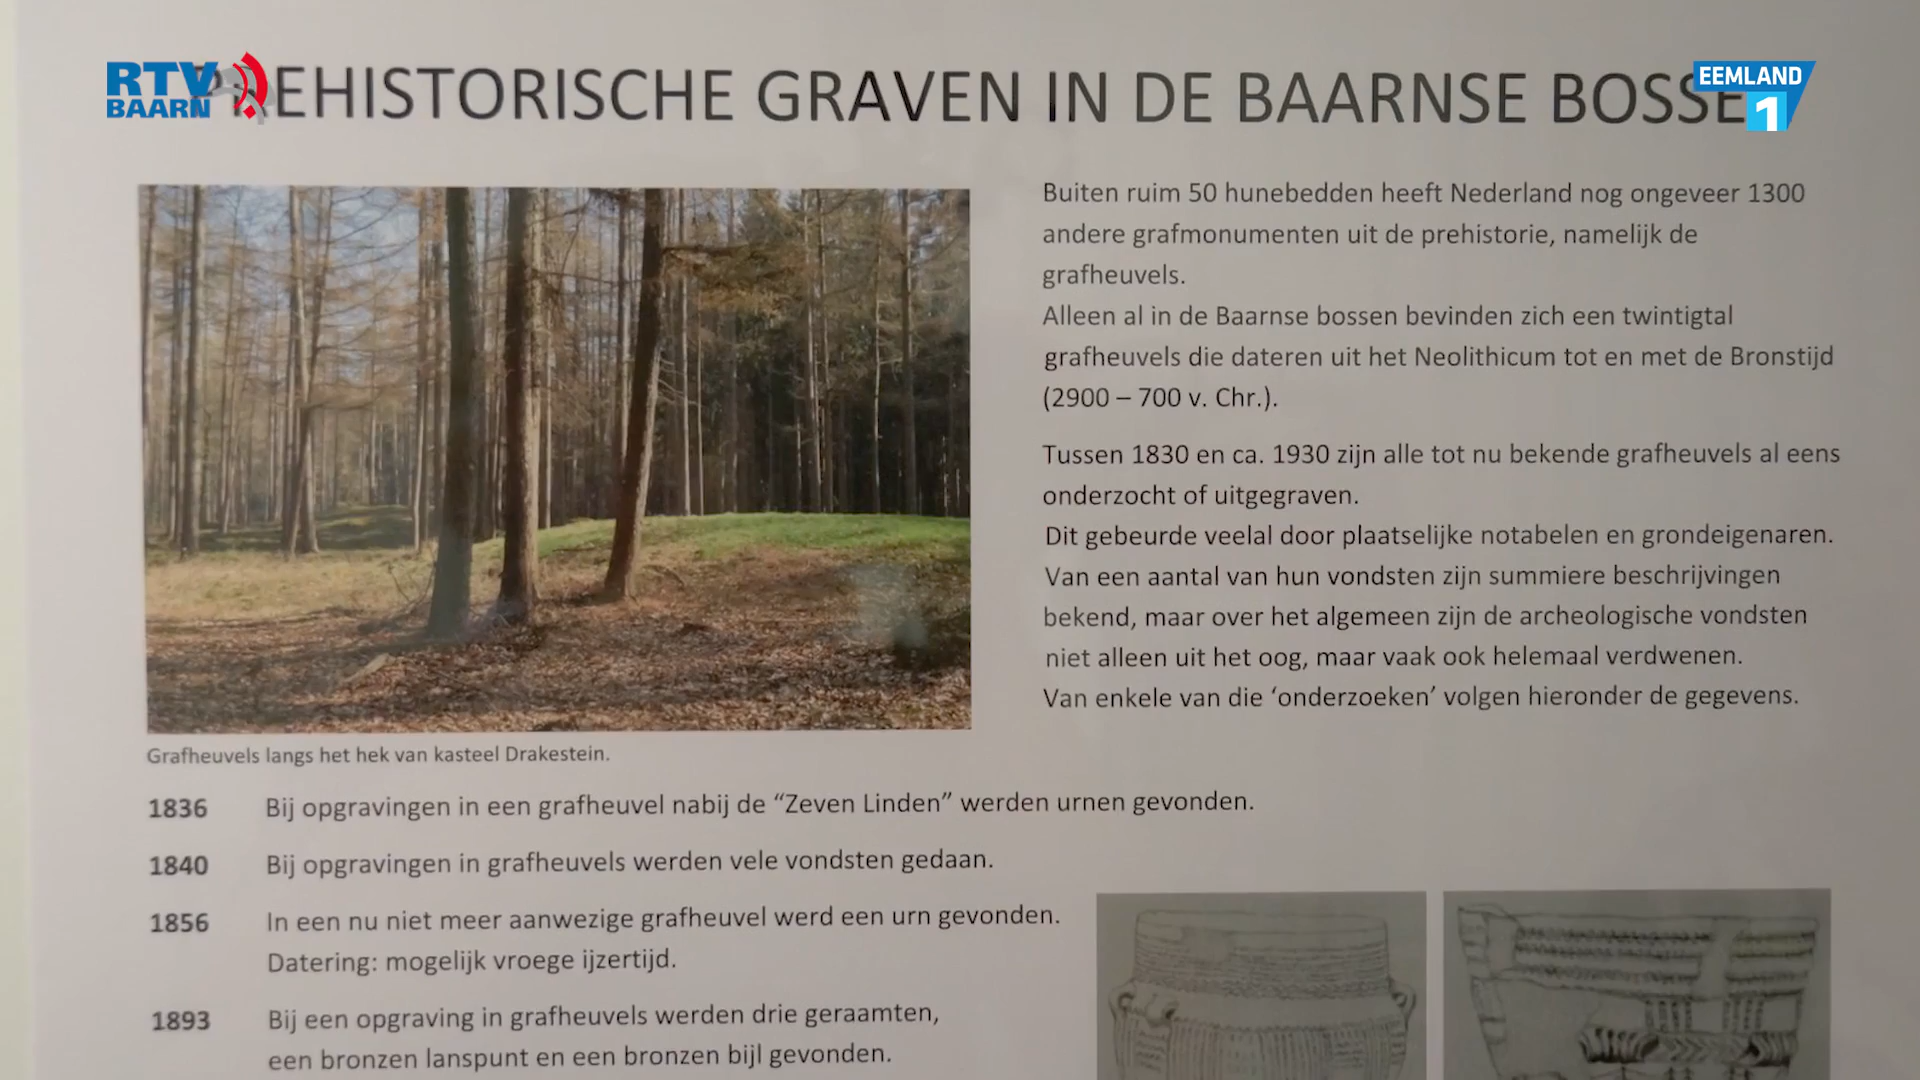 RTV
BAARN
EEMLAND
1
PREHISTORISCHE GRAVEN IN DE BAARNSE BOSSE
Buiten ruim 50 hunebedden heeft Nederland nog ongeveer 1300
andere grafmonumenten uit de prehistorie, namelijk de
grafheuvels.
Alleen al in de Baarnse bossen bevinden zich een twintigtal
grafheuvels die dateren uit het Neolithicum tot en met de Bronstijd
(2900 – 700 v. Chr.).
Tussen 1830 en ca. 1930 zijn alle tot nu bekende grafheuvels al eens
onderzocht of uitgegraven.
Dit gebeurde veelal door plaatselijke notabelen en grondeigenaren.
Van een aantal van hun vondsten zijn summiere beschrijvingen
bekend, maar over het algemeen zijn de archeologische vondsten
niet alleen uit het oog, maar vaak ook helemaal verdwenen.
Van enkele van die ‘onderzoeken’ volgen hieronder de gegevens.
Grafheuvels langs het hek van kasteel Drakestein.
1836 Bij opgravingen in een grafheuvel nabij de “Zeven Linden” werden urnen gevonden.
1840 Bij opgravingen in grafheuvels werden vele vondsten gedaan.
1856 In een nu niet meer aanwezige grafheuvel werd een urn gevonden.
Datering: mogelijk vroege ijzertijd.
1893 Bij een opgraving in grafheuvels werden drie geraamten,
een bronzen lanspunt en een bronzen bijl gevonden.